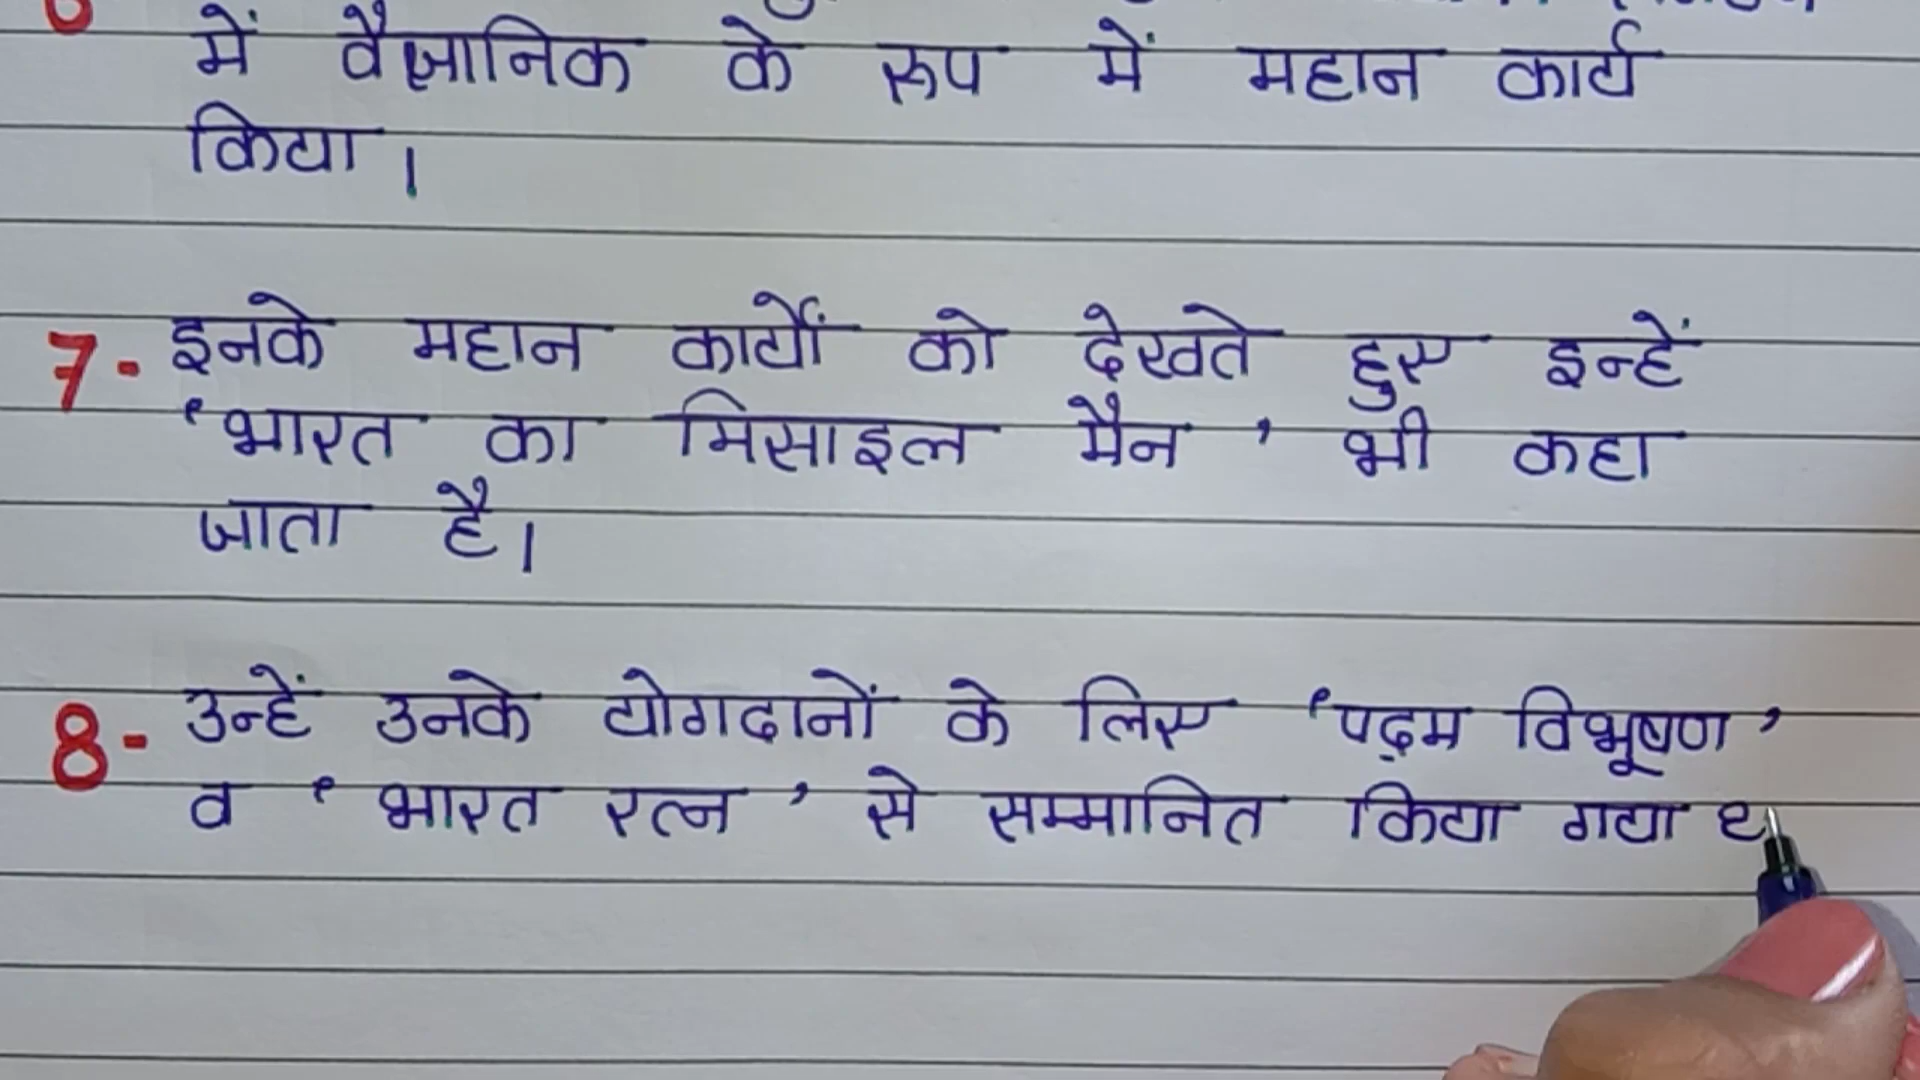 में वैज्ञानिक के रूप में महान कार्य
किया।
7- इनके महान कार्यों को देखते हुए इन्हें
'भारत का मिसाइल मैन' भी कहा
जाता है।
8- उन्हें उनके योगदानों के लिए 'पद्म विभूषण'
व 'भारत रत्न' से सम्मानित किया गया